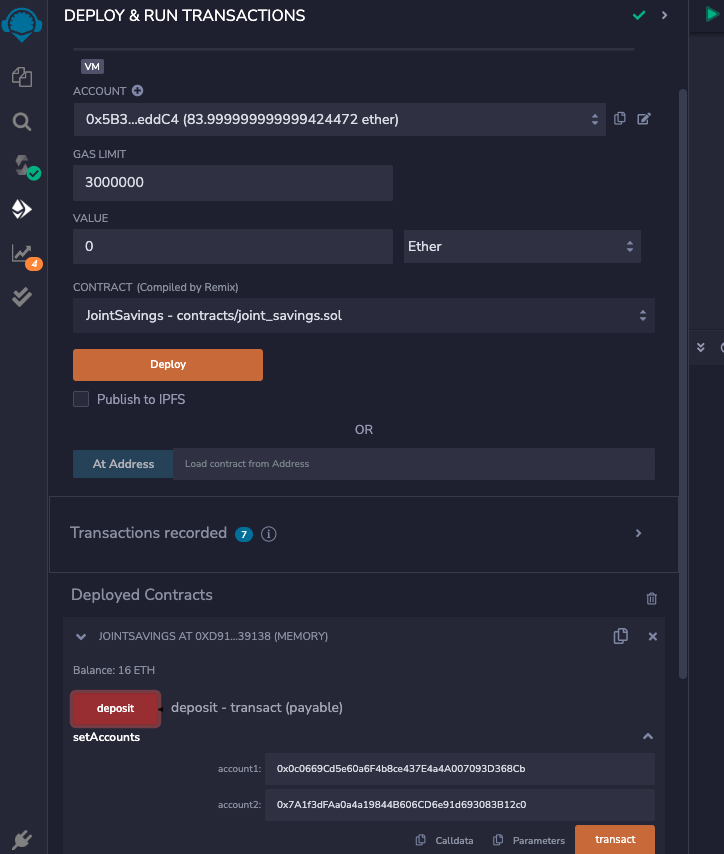 DEPLOY & RUN TRANSACTIONS
VM
ACCOUNT
0x5B3...eddC4 (83.999999999999424472 ether)
GAS LIMIT
3000000
VALUE
0
Ether
CONTRACT (Compiled by Remix)
JointSavings - contracts/joint_savings.sol
Deploy
Publish to IPFS
OR
At Address
Load contract from Address
4
Transactions recorded 7 i
Deployed Contracts
JOINTSAVINGS AT 0XD91...39138 (MEMORY)
Balance: 16 ETH
deposit
deposit - transact (payable)
setAccounts
account1: 0x0c0669Cd5e60a6F4b8ce437E4a4A007093D368Cb
account2: 0x7A1f3dFAa0a4a19844B606CD6e91d693083B12c0
Calldata
Parameters
transact